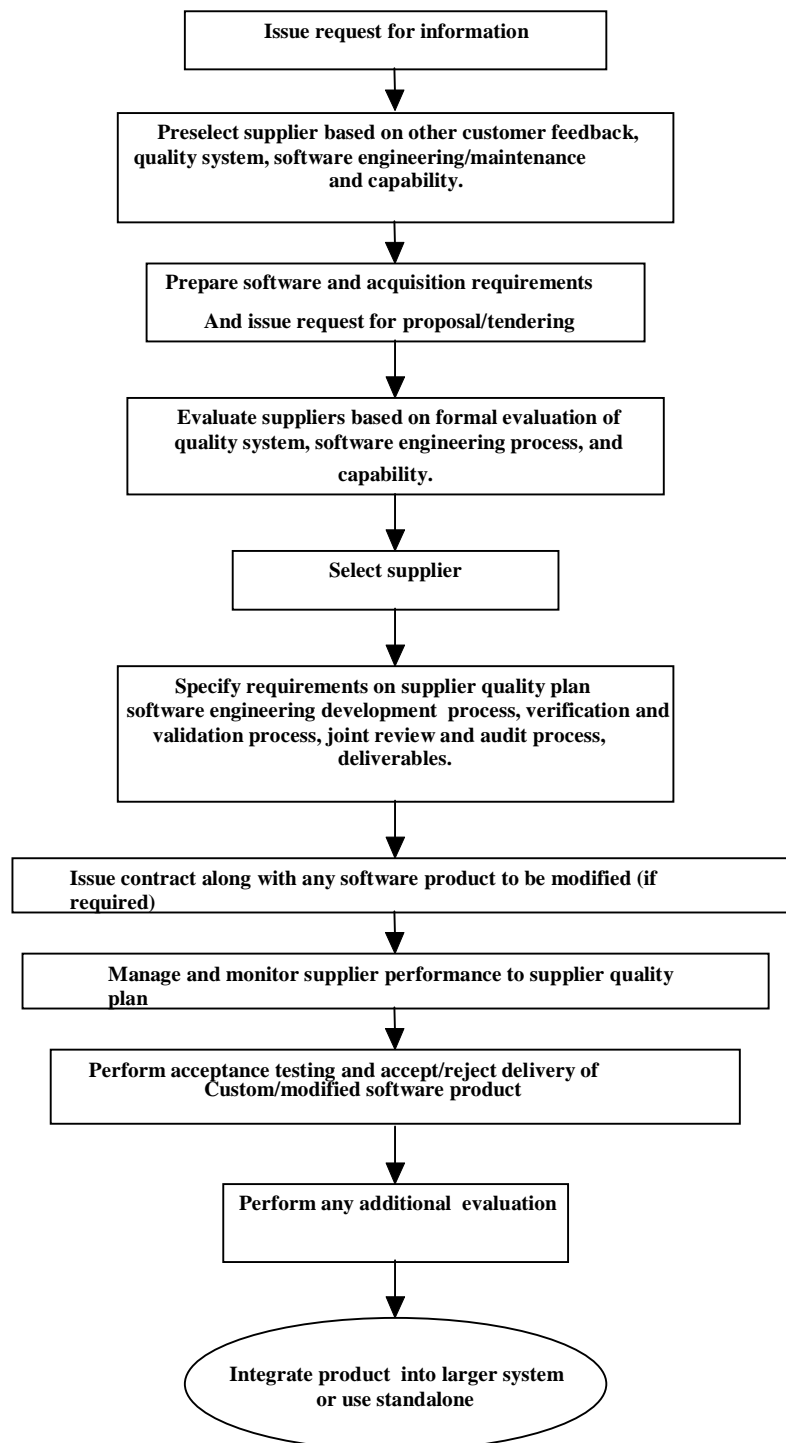 Issue request for information
Preselect supplier based on other customer feedback,
quality system, software engineering/maintenance
and capability.
Prepare software and acquisition requirements
And issue request for proposal/tendering
Evaluate suppliers based on formal evaluation of
quality system, software engineering process, and
capability.
Select supplier
Specify requirements on supplier quality plan
software engineering development process, verification and
validation process, joint review and audit process,
deliverables.
Issue contract along with any software product to be modified (if
required)
Manage and monitor supplier performance to supplier quality
plan
Perform acceptance testing and accept/reject delivery of
Custom/modified software product
Perform any additional evaluation
Integrate product into larger system
or use standalone